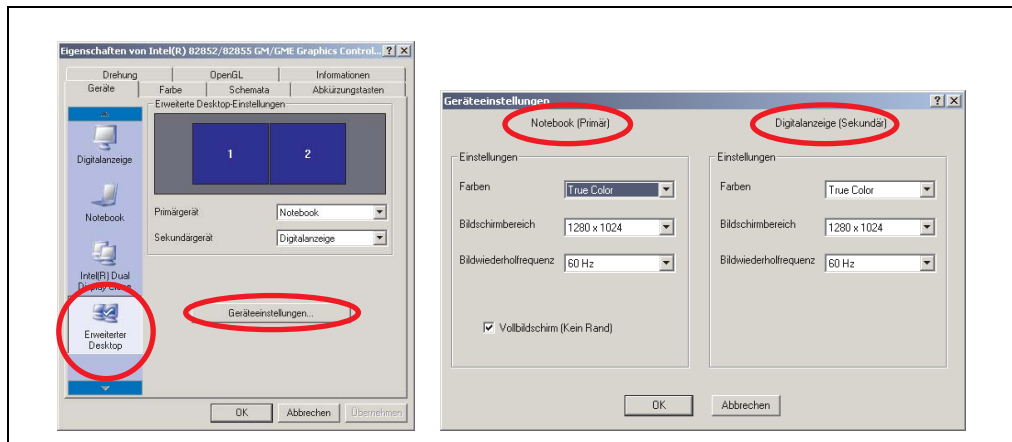 Eigenschaften von Intel(R) 82852/82855 GM/GME Graphics Control...
Drehung OpenGL Informationen
Geräte Farbe Schemata Abkürzungstasten
Erweiterte Desktop-Einstellungen
1 2
Digitalanzeige
Notebook
Primärgerät Notebook
Sekundärgerät Digitalanzeige
Intel(R) Dual
Display Clone
Geräteeinstellungen...
Erweiterter
Desktop
OK Abbrechen Übernehmen
Geräteeinstellungen
Notebook (Primär) Digitalanzeige (Sekundär)
Einstellungen Einstellungen
Farben True Color Farben True Color
Bildschirmbereich 1280 x 1024 Bildschirmbereich 1280 x 1024
Bildwiederholfrequenz 60 Hz Bildwiederholfrequenz 60 Hz
Vollbildschirm (Kein Rand)
OK Abbrechen